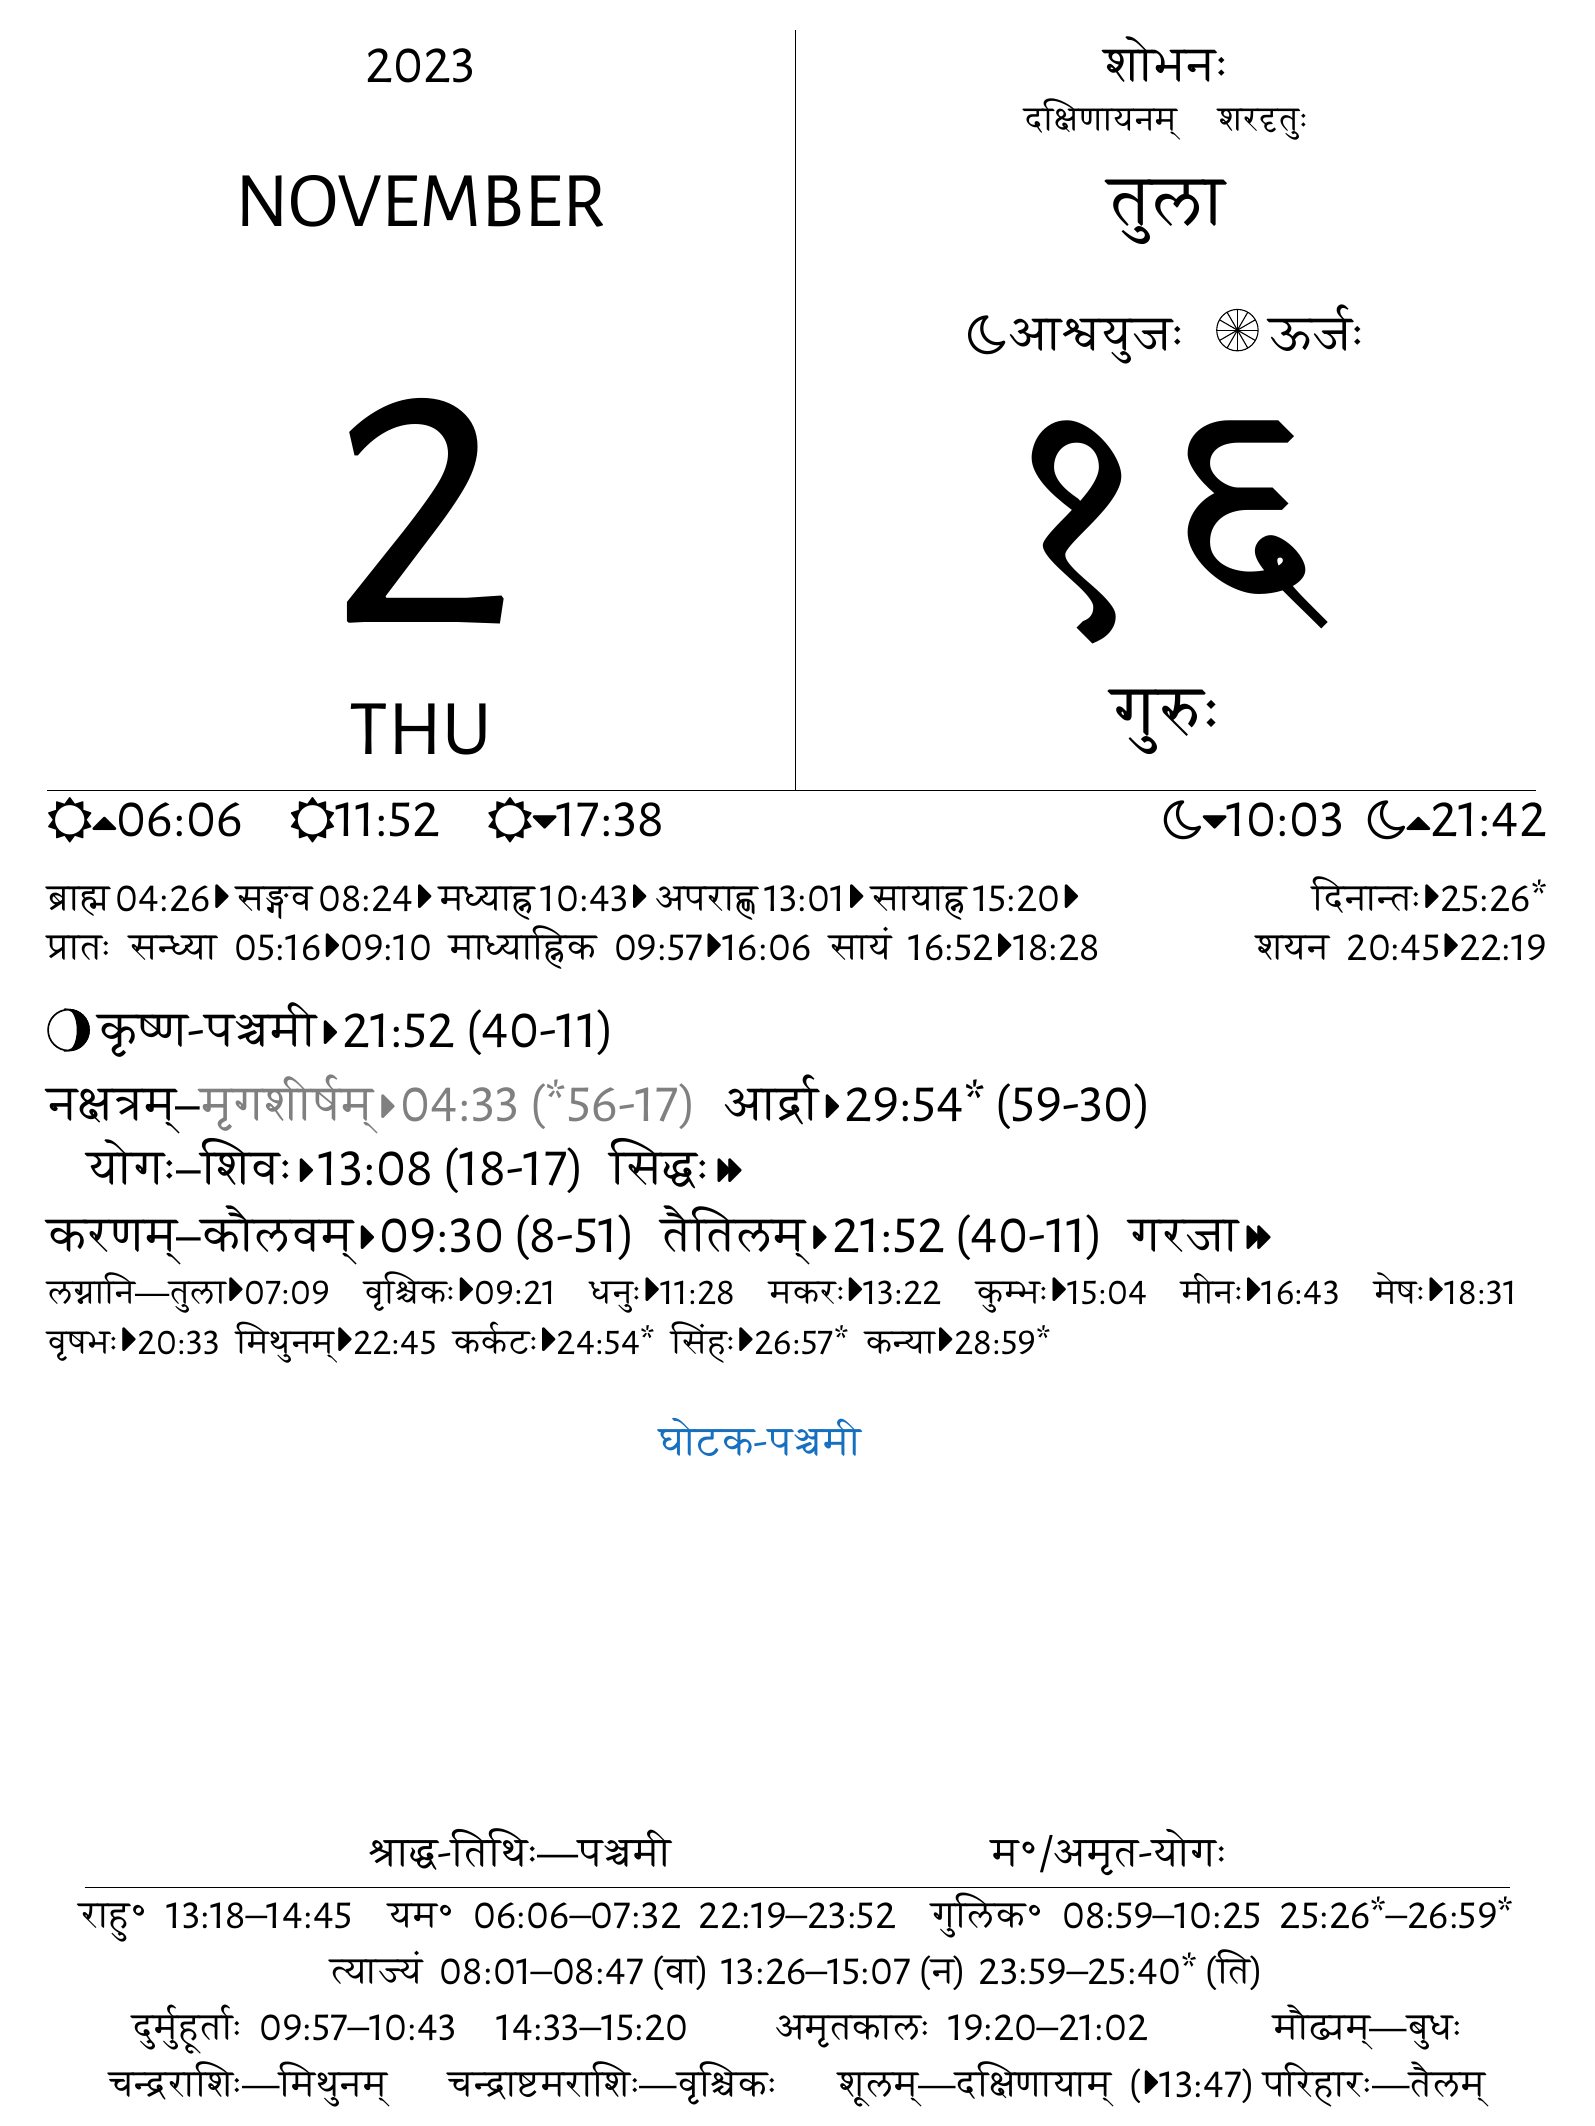 2023
NOVEMBER
2
THU
शोभनः
दक्षिणायनम् शरदृतुः
तुला
आश्वयुजः ऊर्जः
१६
गुरुः
06:06 11:52 17:38 10:03 21:42
ब्राह्म 04:26 सङ्गव 08:24 मध्याह्न 10:43 अपराह्ण 13:01 सायाह्न 15:20 दिनान्तः 25:26*
प्रातः सन्ध्या 05:16 09:10 माध्याह्निक 09:57 16:06 सायं 16:52 18:28 शयन 20:45 22:19
कृष्ण-पञ्चमी 21:52 (40-11)
नक्षत्रम्–मृगशीर्षम् 04:33 (*56-17) आर्द्रा 29:54* (59-30)
योगः–शिवः 13:08 (18-17) सिद्धः
करणम्–कौलवम् 09:30 (8-51) तैतिलम् 21:52 (40-11) गरजा
लग्नानि—तुला 07:09 वृश्चिकः 09:21 धनुः 11:28 मकरः 13:22 कुम्भः 15:04 मीनः 16:43 मेषः 18:31
वृषभः 20:33 मिथुनम् 22:45 कर्कटः 24:54* सिंहः 26:57* कन्या 28:59*
घोटक-पञ्चमी
श्राद्ध-तिथिः—पञ्चमी म॰/अमृत-योगः
राहु॰ 13:18–14:45 यम॰ 06:06–07:32 22:19–23:52 गुलिक॰ 08:59–10:25 25:26*–26:59*
त्याज्यं 08:01–08:47 (वा) 13:26–15:07 (न) 23:59–25:40* (ति)
दुर्मुहूर्ताः 09:57–10:43 14:33–15:20 अमृतकालः 19:20–21:02 मौढ्यम्—बुधः
चन्द्रराशिः—मिथुनम् चन्द्राष्टमराशिः—वृश्चिकः शूलम्—दक्षिणायाम् (13:47) परिहारः—तैलम्